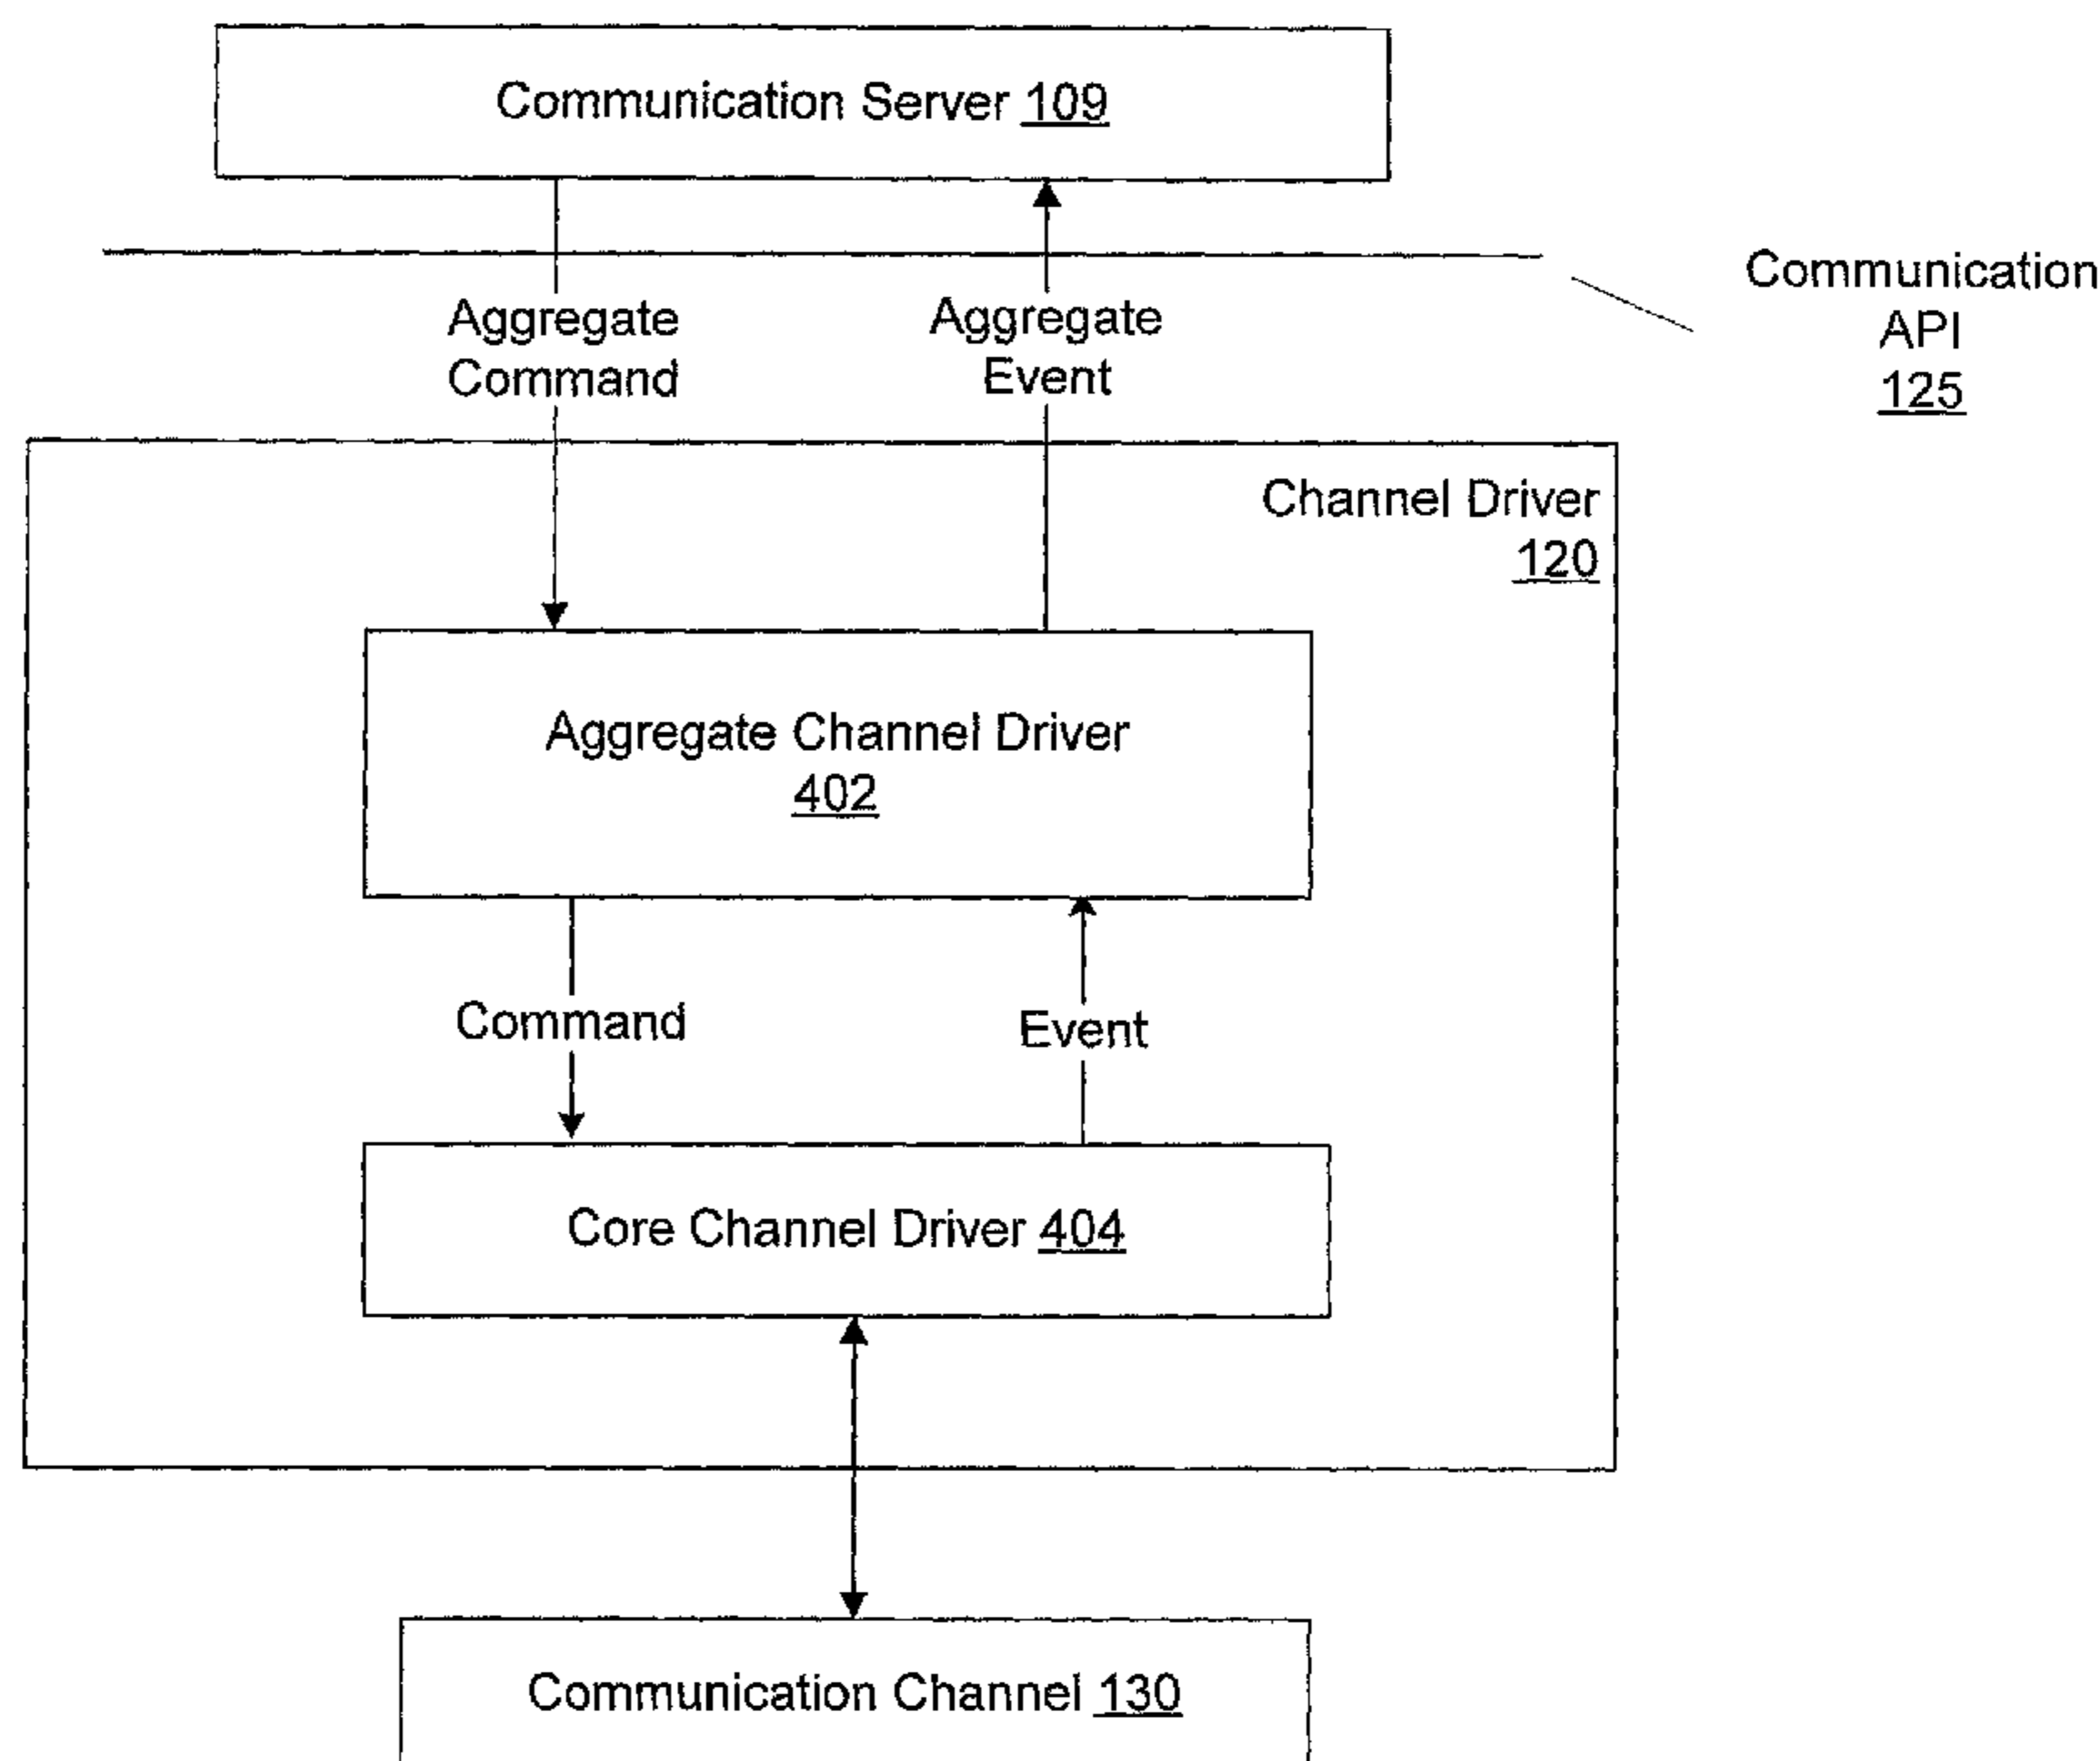 Communication Server 109
Communication
API
125
Aggregate
Command
Aggregate
Event
Channel Driver
120
Aggregate Channel Driver
402
Command
Event
Core Channel Driver 404
Communication Channel 130